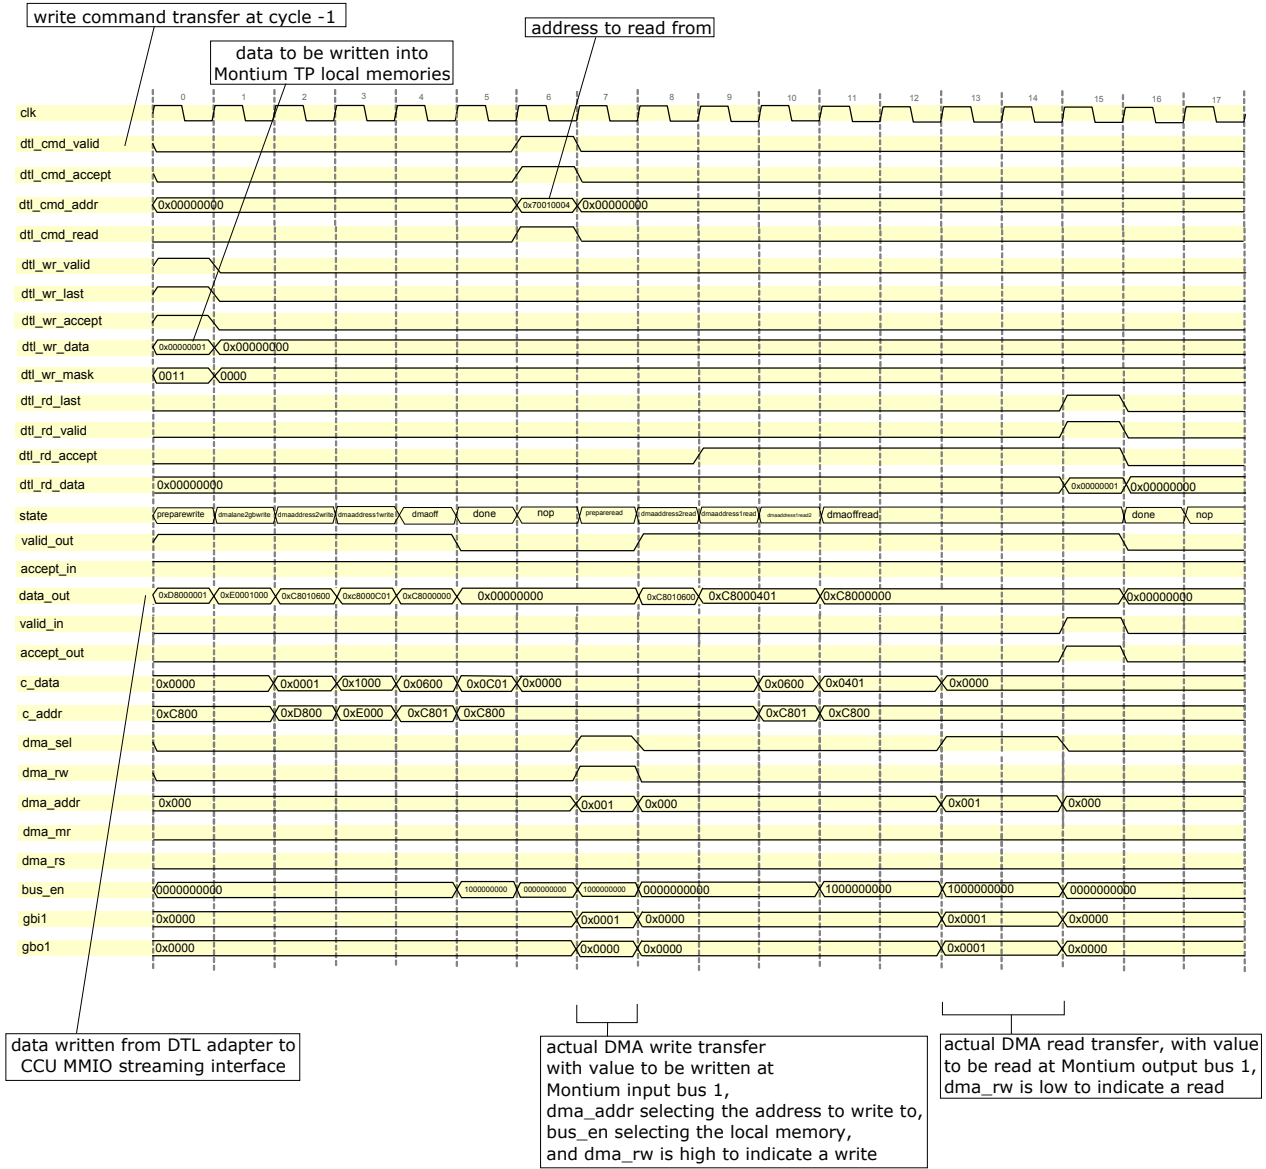 write command transfer at cycle -1
address to read from
data to be written into
Montium TP local memories
0 1 2 3 4 5 6 7 8 9 10 11 12 13 14 15 16 17
clk
dtl_cmd_valid
dtl_cmd_accept
dtl_cmd_addr 0x00000000 0x70010004 0x00000000
dtl_cmd_read
dtl_wr_valid
dtl_wr_last
dtl_wr_accept
dtl_wr_data 0x00000001 0x00000000
dtl_wr_mask 0011 0000
dtl_rd_last
dtl_rd_valid
dtl_rd_accept
dtl_rd_data 0x00000000 0x00000001 0x00000000
state preparewrite dmalane2gbwrite dmaaddress2write dmaaddress1write dmaoff done nop prepareread dmaaddress2read dmaaddress1read dmaaddress1read2 dmaoffread done nop
valid_out
accept_in
data_out 0xD8000001 0xE0001000 0xC8010600 0xc8000C01 0xC8000000 0x00000000 0xC8010600 0xC8000401 0xC8000000 0x00000000
valid_in
accept_out
c_data 0x0000 0x0001 0x1000 0x0600 0x0C01 0x0000 0x0600 0x0401 0x0000
c_addr 0xC800 0xD800 0xE000 0xC801 0xC800 0xC801 0xC800
dma_sel
dma_rw
dma_addr 0x000 0x001 0x000 0x001 0x000
dma_mr
dma_rs
bus_en 0000000000 1000000000 0000000000 1000000000 0000000000 1000000000 1000000000 0000000000
gbi1 0x0000 0x0001 0x0000 0x0001 0x0000
gbo1 0x0000 0x0000 0x0000 0x0001 0x0000
data written from DTL adapter to
CCU MMIO streaming interface
actual DMA write transfer
with value to be written at
Montium input bus 1,
dma_addr selecting the address to write to,
bus_en selecting the local memory,
and dma_rw is high to indicate a write
actual DMA read transfer, with value
to be read at Montium output bus 1,
dma_rw is low to indicate a read